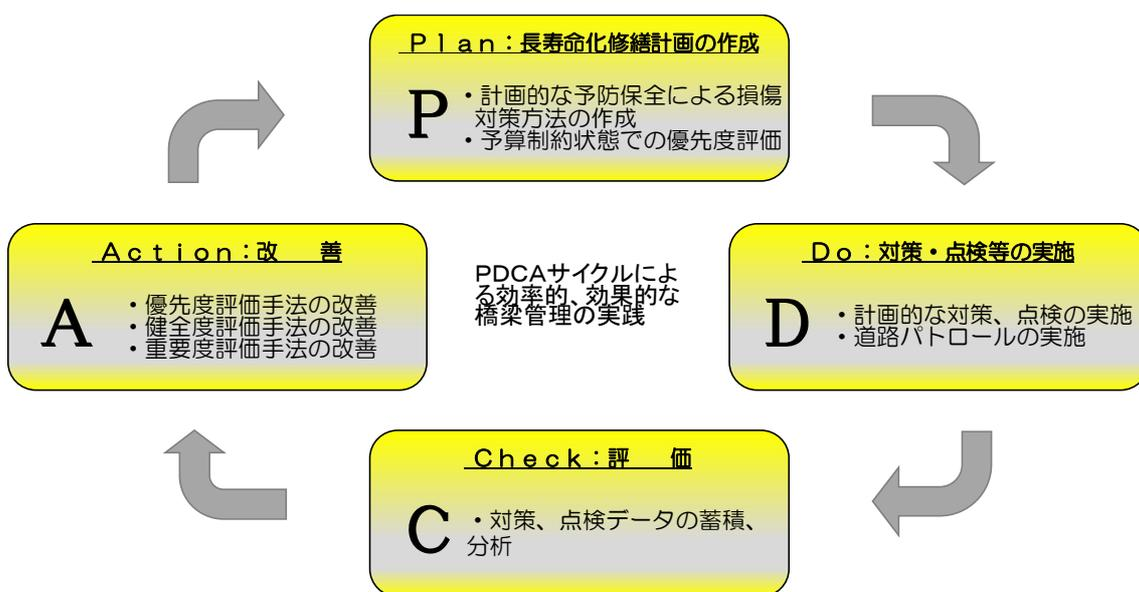 Plan:長寿命化修繕計画の作成
P
・計画的な予防保全による損傷
対策方法の作成
・予算制約状態での優先度評価
Action:改　善
A
・優先度評価手法の改善
・健全度評価手法の改善
・重要度評価手法の改善
PDCAサイクルによ
る効率的、効果的な
橋梁管理の実践
Do:対策・点検等の実施
D
・計画的な対策、点検の実施
・道路パトロールの実施
Check:評　価
C
・対策、点検データの蓄積、
分析